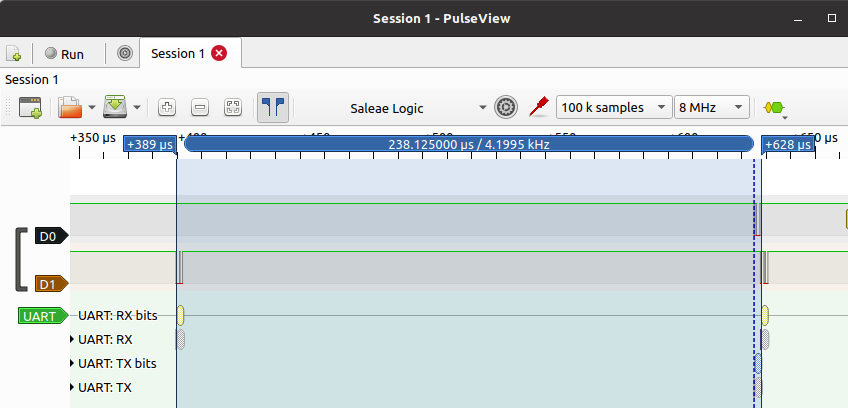 Session 1 - PulseView
Run
Session 1
Session 1
Saleae Logic
100 k samples
8 MHz
+350 µs
+650 µs
+389 µs
238.125000 µs / 4.1995 kHz
+628 µs
D0
D1
UART
UART: RX bits
UART: RX
UART: TX bits
UART: TX